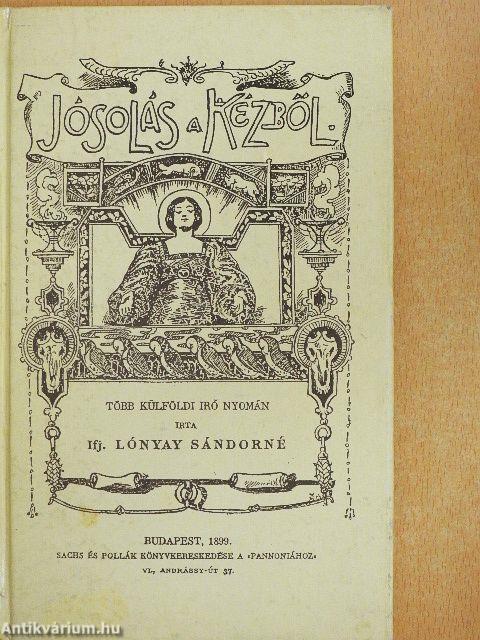 JÓSOLÁS A KÉZBŐL.
TÖBB KÜLFÖLDI IRÓ NYOMÁN
IRTA
Ifj. LÓNYAY SÁNDORNÉ
BUDAPEST, 1899.
SACHS ÉS POLLÁK KÖNYVKERESKEDÉSE A «PANNONIÁHOZ»
VI., ANDRÁSSY-ÚT 37.
Antikvárium.hu